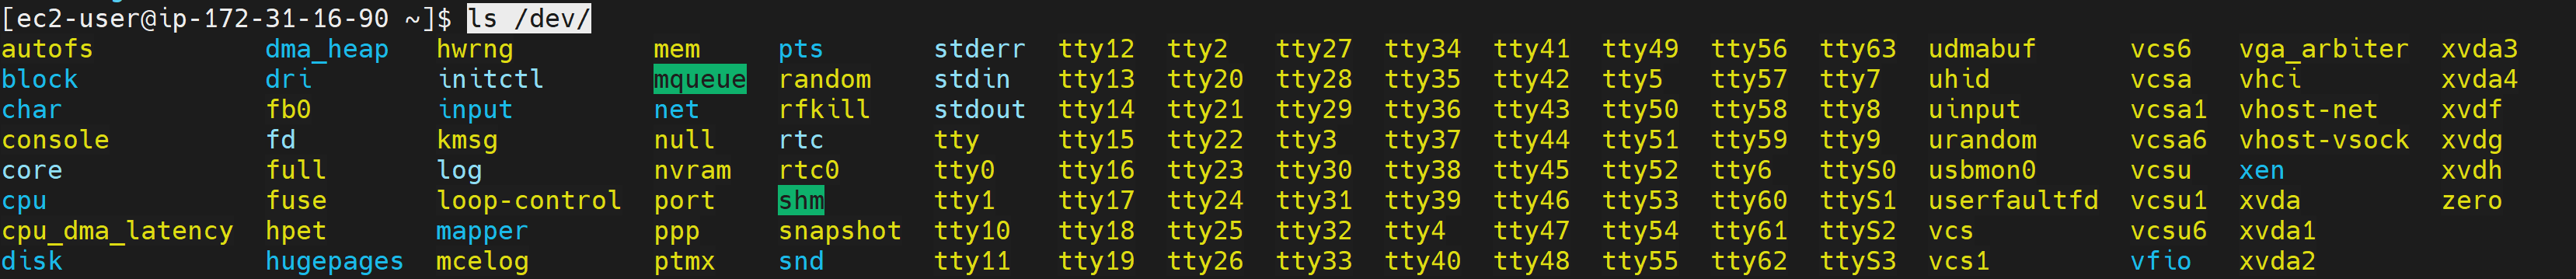 [ec2-user@ip-172-31-16-90 ~]$ ls /dev/
autofs dma_heap hwrng mem pts stderr tty12 tty2 tty27 tty34 tty41 tty49 tty56 tty63 udmabuf vcs6 vga_arbiter xvda3
block dri initctl mqueue random stdin tty13 tty20 tty28 tty35 tty42 tty5 tty57 tty7 uhid vcsa vhci xvda4
char fb0 input net rfkill stdout tty14 tty21 tty29 tty36 tty43 tty50 tty58 tty8 uinput vcsa1 vhost-net xvdf
console fd kmsg null rtc tty tty15 tty22 tty3 tty37 tty44 tty51 tty59 tty9 urandom vcsa6 vhost-vsock xvdg
core full log nvram rtc0 tty0 tty16 tty23 tty30 tty38 tty45 tty52 tty6 ttyS0 usbmon0 vcsu xen xvdh
cpu fuse loop-control port shm tty1 tty17 tty24 tty31 tty39 tty46 tty53 tty60 ttyS1 userfaultfd vcsu1 xvda zero
cpu_dma_latency hpet mapper ppp snapshot tty10 tty18 tty25 tty32 tty4 tty47 tty54 tty61 ttyS2 vcs vcsu6 xvda1
disk hugepages mcelog ptmx snd tty11 tty19 tty26 tty33 tty40 tty48 tty55 tty62 ttyS3 vcs1 vfio xvda2